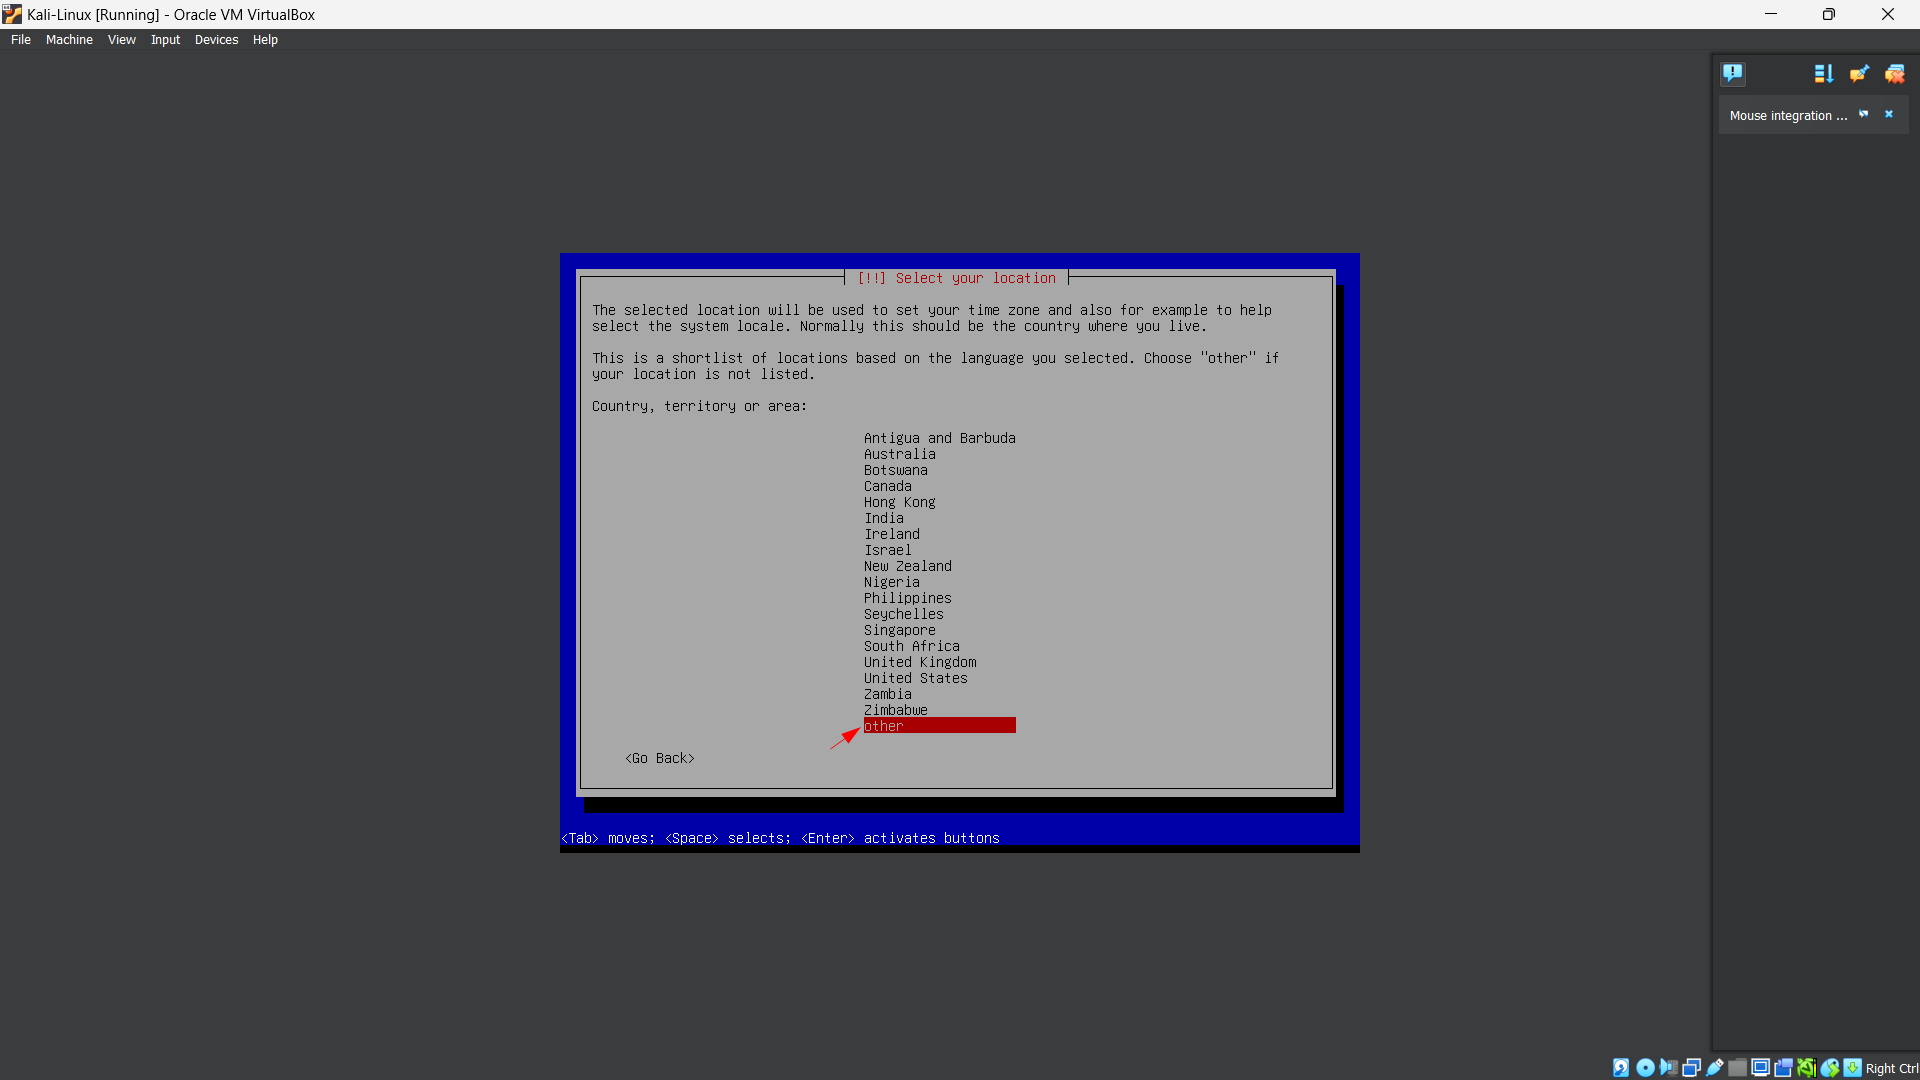 Kali-Linux [Running] - Oracle VM VirtualBox
File Machine View Input Devices Help
Mouse integration ...
[!!] Select your location
The selected location will be used to set your time zone and also for example to help
select the system locale. Normally this should be the country where you live.
This is a shortlist of locations based on the language you selected. Choose "other" if
your location is not listed.
Country, territory or area:
Antigua and Barbuda
Australia
Botswana
Canada
Hong Kong
India
Ireland
Israel
New Zealand
Nigeria
Philippines
Seychelles
Singapore
South Africa
United Kingdom
United States
Zambia
Zimbabwe
other
<Go Back>
<Tab> moves; <Space> selects; <Enter> activates buttons
Right Ctrl